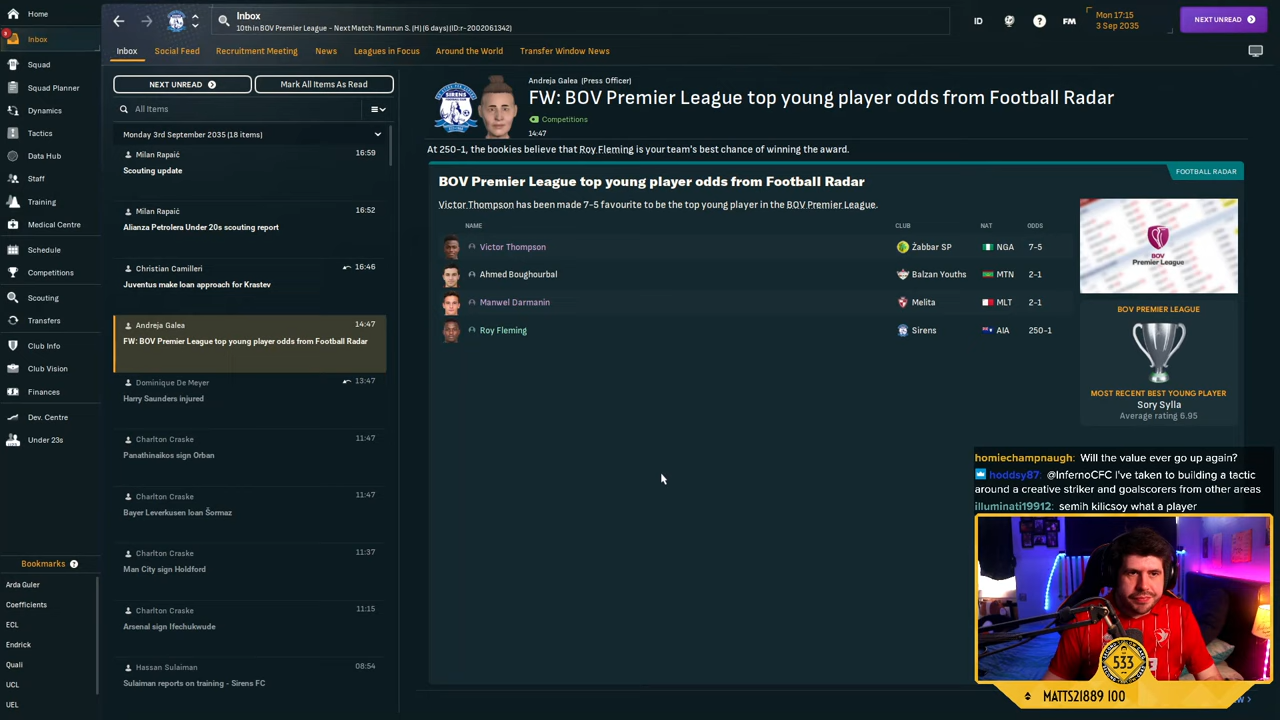 Home
Inbox
10th in BOV Premier League - Next Match: Mamrun S. (H) (6 days) (ID:r-2002061342)
ID
FM
Mon 17:15
3 Sep 2035
NEXT UNREAD
Inbox
Inbox
Social Feed
Recruitment Meeting
News
Leagues in Focus
Around the World
Transfer Window News
Squad
Squad Planner
Dynamics
Tactics
Data Hub
Staff
Training
Medical Centre
Schedule
Competitions
Scouting
Transfers
Club Info
Club Vision
Finances
Dev. Centre
Under 23s
Bookmarks
Arda Guler
Coefficients
ECL
Endrick
Quali
UCL
UEL
NEXT UNREAD
Mark All Items As Read
All Items
Monday 3rd September 2035 (18 items)
Milan Rapaić 16:59
Scouting update
Milan Rapaić 16:52
Alianza Petrolera Under 20s scouting report
Christian Camilleri 16:46
Juventus make loan approach for Krastev
Andreja Galea 14:47
FW: BOV Premier League top young player odds from Football Radar
Dominique De Meyer 13:47
Harry Saunders injured
Charlton Craske 11:47
Panathinaikos sign Orban
Charlton Craske 11:47
Bayer Leverkusen loan Šormaz
Charlton Craske 11:37
Man City sign Holdford
Charlton Craske 11:15
Arsenal sign Ifechukwude
Hassan Sulaiman 08:54
Sulaiman reports on training - Sirens FC
SIRENS
Andreja Galea (Press Officer)
FW: BOV Premier League top young player odds from Football Radar
Competitions
14:47
At 250-1, the bookies believe that Roy Fleming is your team's best chance of winning the award.
FOOTBALL RADAR
BOV Premier League top young player odds from Football Radar
Victor Thompson has been made 7-5 favourite to be the top young player in the BOV Premier League.
NAME CLUB NAT ODDS
Victor Thompson Żabbar SP NGA 7-5
Ahmed Boughourbal Balzan Youths MTN 2-1
Manwel Darmanin Melita MLT 2-1
Roy Fleming Sirens AIA 250-1
BOV
Premier League
BOV PREMIER LEAGUE
MOST RECENT BEST YOUNG PLAYER
Sory Sylla
Average rating 6.95
homiechampnaugh: Will the value ever go up again?
hoddsy87: @InfernoCFC I've taken to building a tactic
around a creative striker and goalscorers from other areas
illuminati19912: semih kilicsoy what a player
533
MATTS21889 100